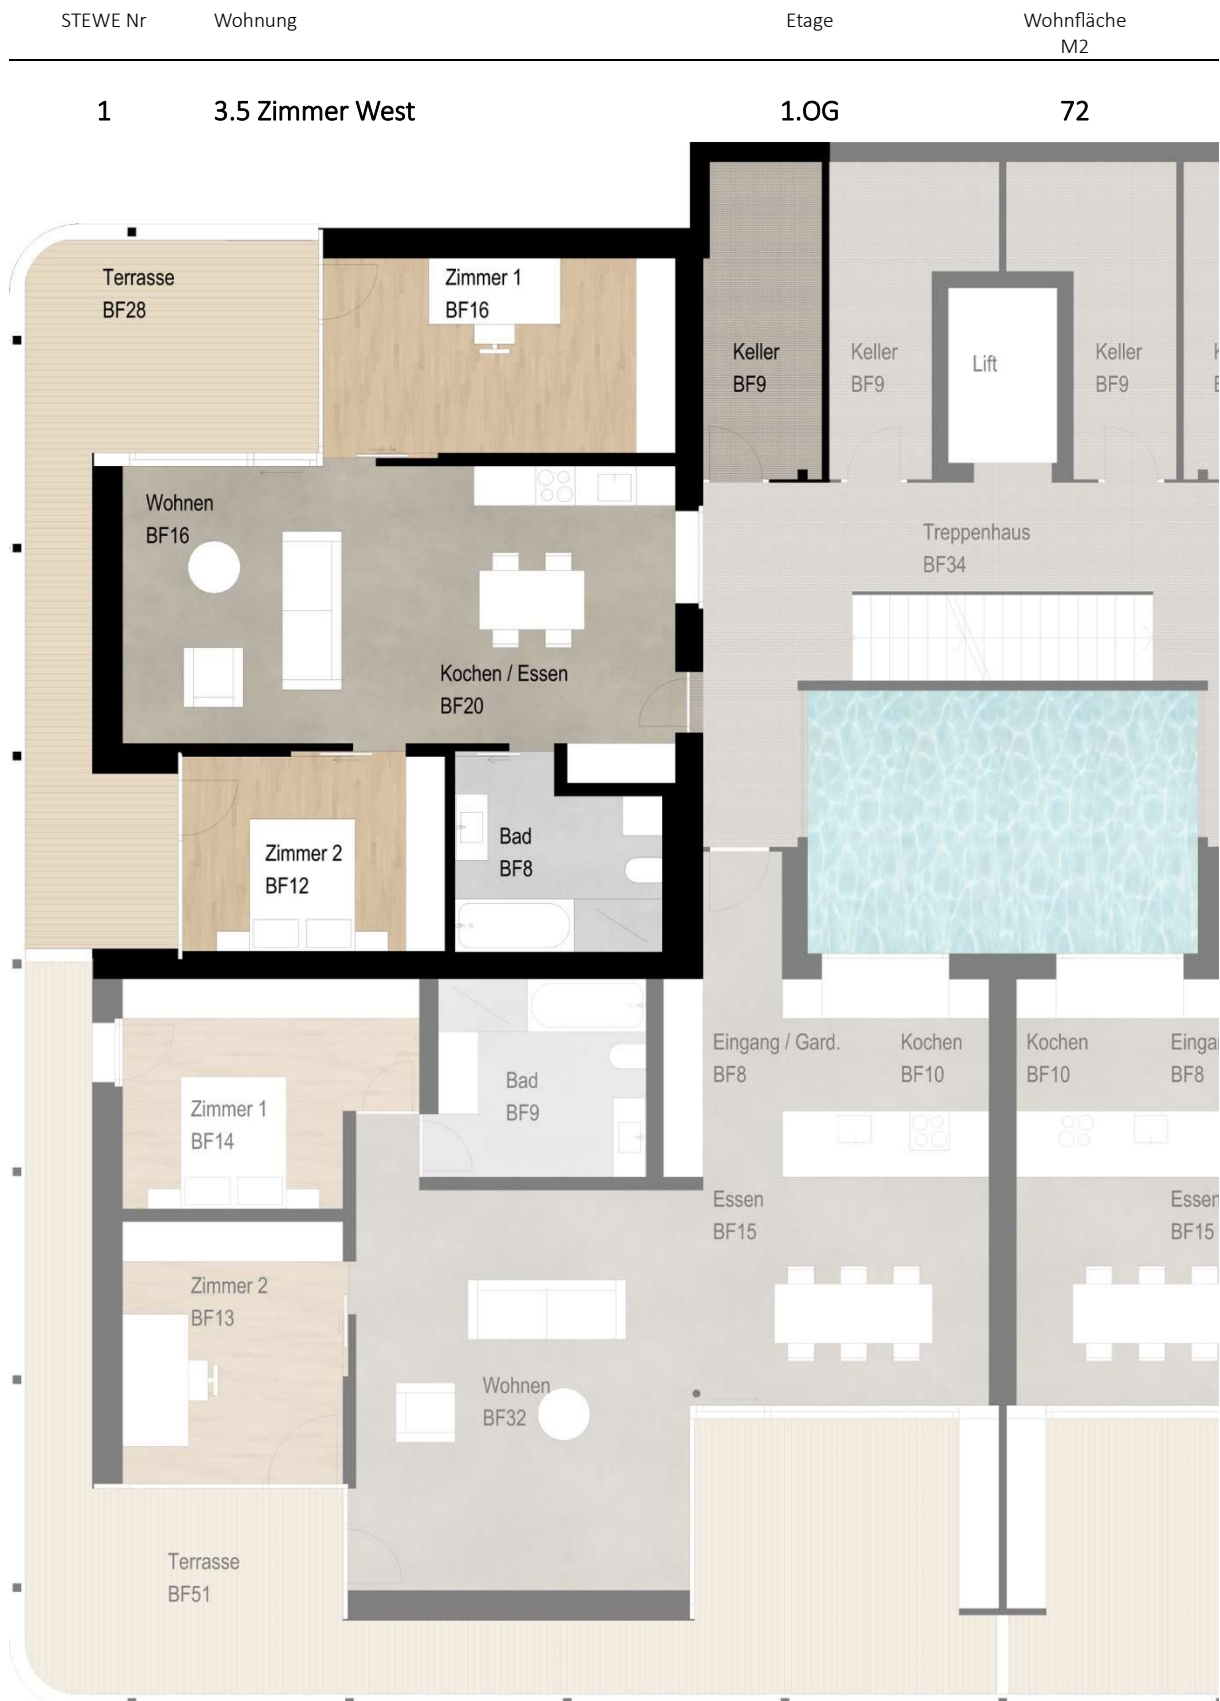 STEWE Nr Wohnung Etage Wohnfläche
M2
1 3.5 Zimmer West 1.OG 72
Terrasse
BF28
Zimmer 1
BF16
Keller
BF9
Keller
BF9
Lift
Keller
BF9
Wohnen
BF16
Treppenhaus
BF34
Kochen / Essen
BF20
Zimmer 2
BF12
Bad
BF8
Eingang / Gard.
BF8
Kochen
BF10
Kochen
BF10
BF8
Bad
BF9
Zimmer 1
BF14
Essen
BF15
Essen
BF15
Zimmer 2
BF13
Wohnen
BF32
Terrasse
BF51